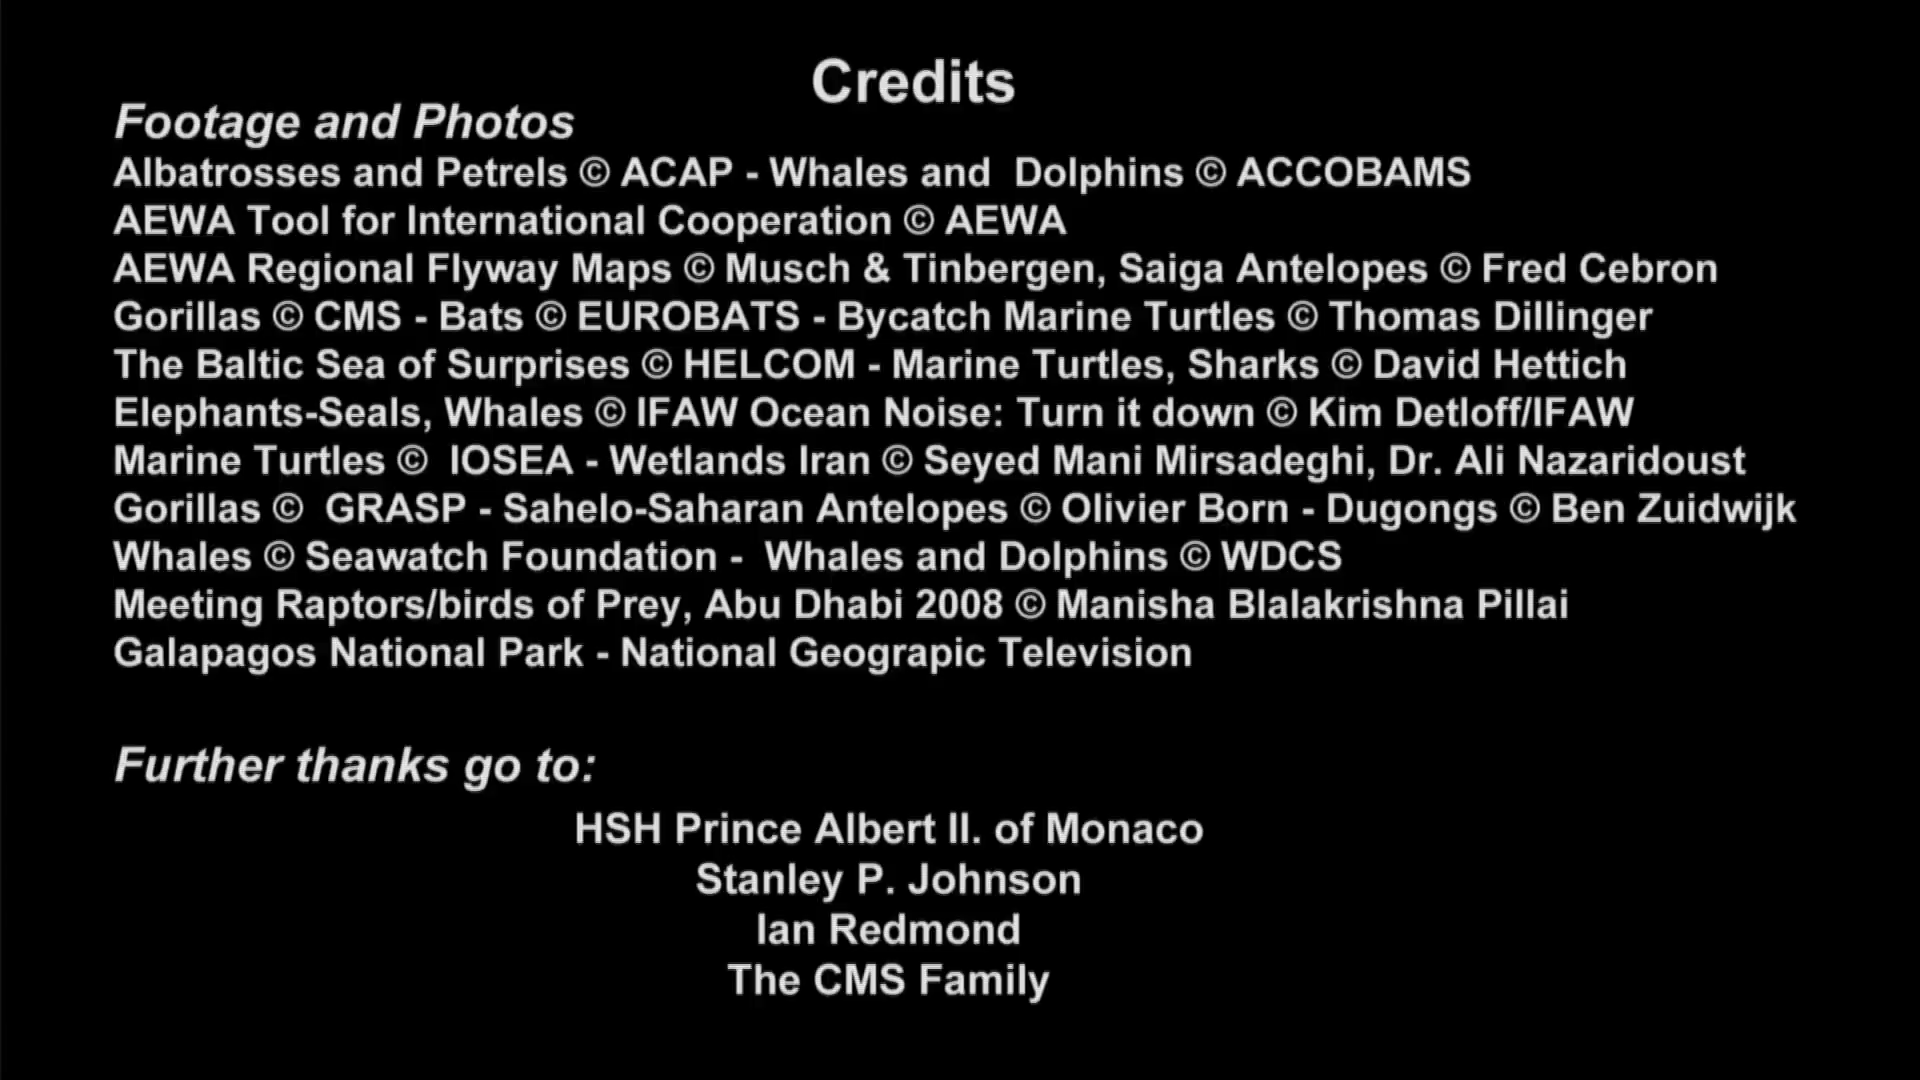 Credits
Footage and Photos
Albatrosses and Petrels © ACAP - Whales and Dolphins © ACCOBAMS
AEWA Tool for International Cooperation © AEWA
AEWA Regional Flyway Maps © Musch & Tinbergen, Saiga Antelopes © Fred Cebron
Gorillas © CMS - Bats © EUROBATS - Bycatch Marine Turtles © Thomas Dillinger
The Baltic Sea of Surprises © HELCOM - Marine Turtles, Sharks © David Hettich
Elephants-Seals, Whales © IFAW Ocean Noise: Turn it down © Kim Detloff/IFAW
Marine Turtles © IOSEA - Wetlands Iran © Seyed Mani Mirsadeghi, Dr. Ali Nazaridoust
Gorillas © GRASP - Sahelo-Saharan Antelopes © Olivier Born - Dugongs © Ben Zuidwijk
Whales © Seawatch Foundation - Whales and Dolphins © WDCS
Meeting Raptors/birds of Prey, Abu Dhabi 2008 © Manisha Blalakrishna Pillai
Galapagos National Park - National Geograpic Television
Further thanks go to:
HSH Prince Albert II. of Monaco
Stanley P. Johnson
Ian Redmond
The CMS Family